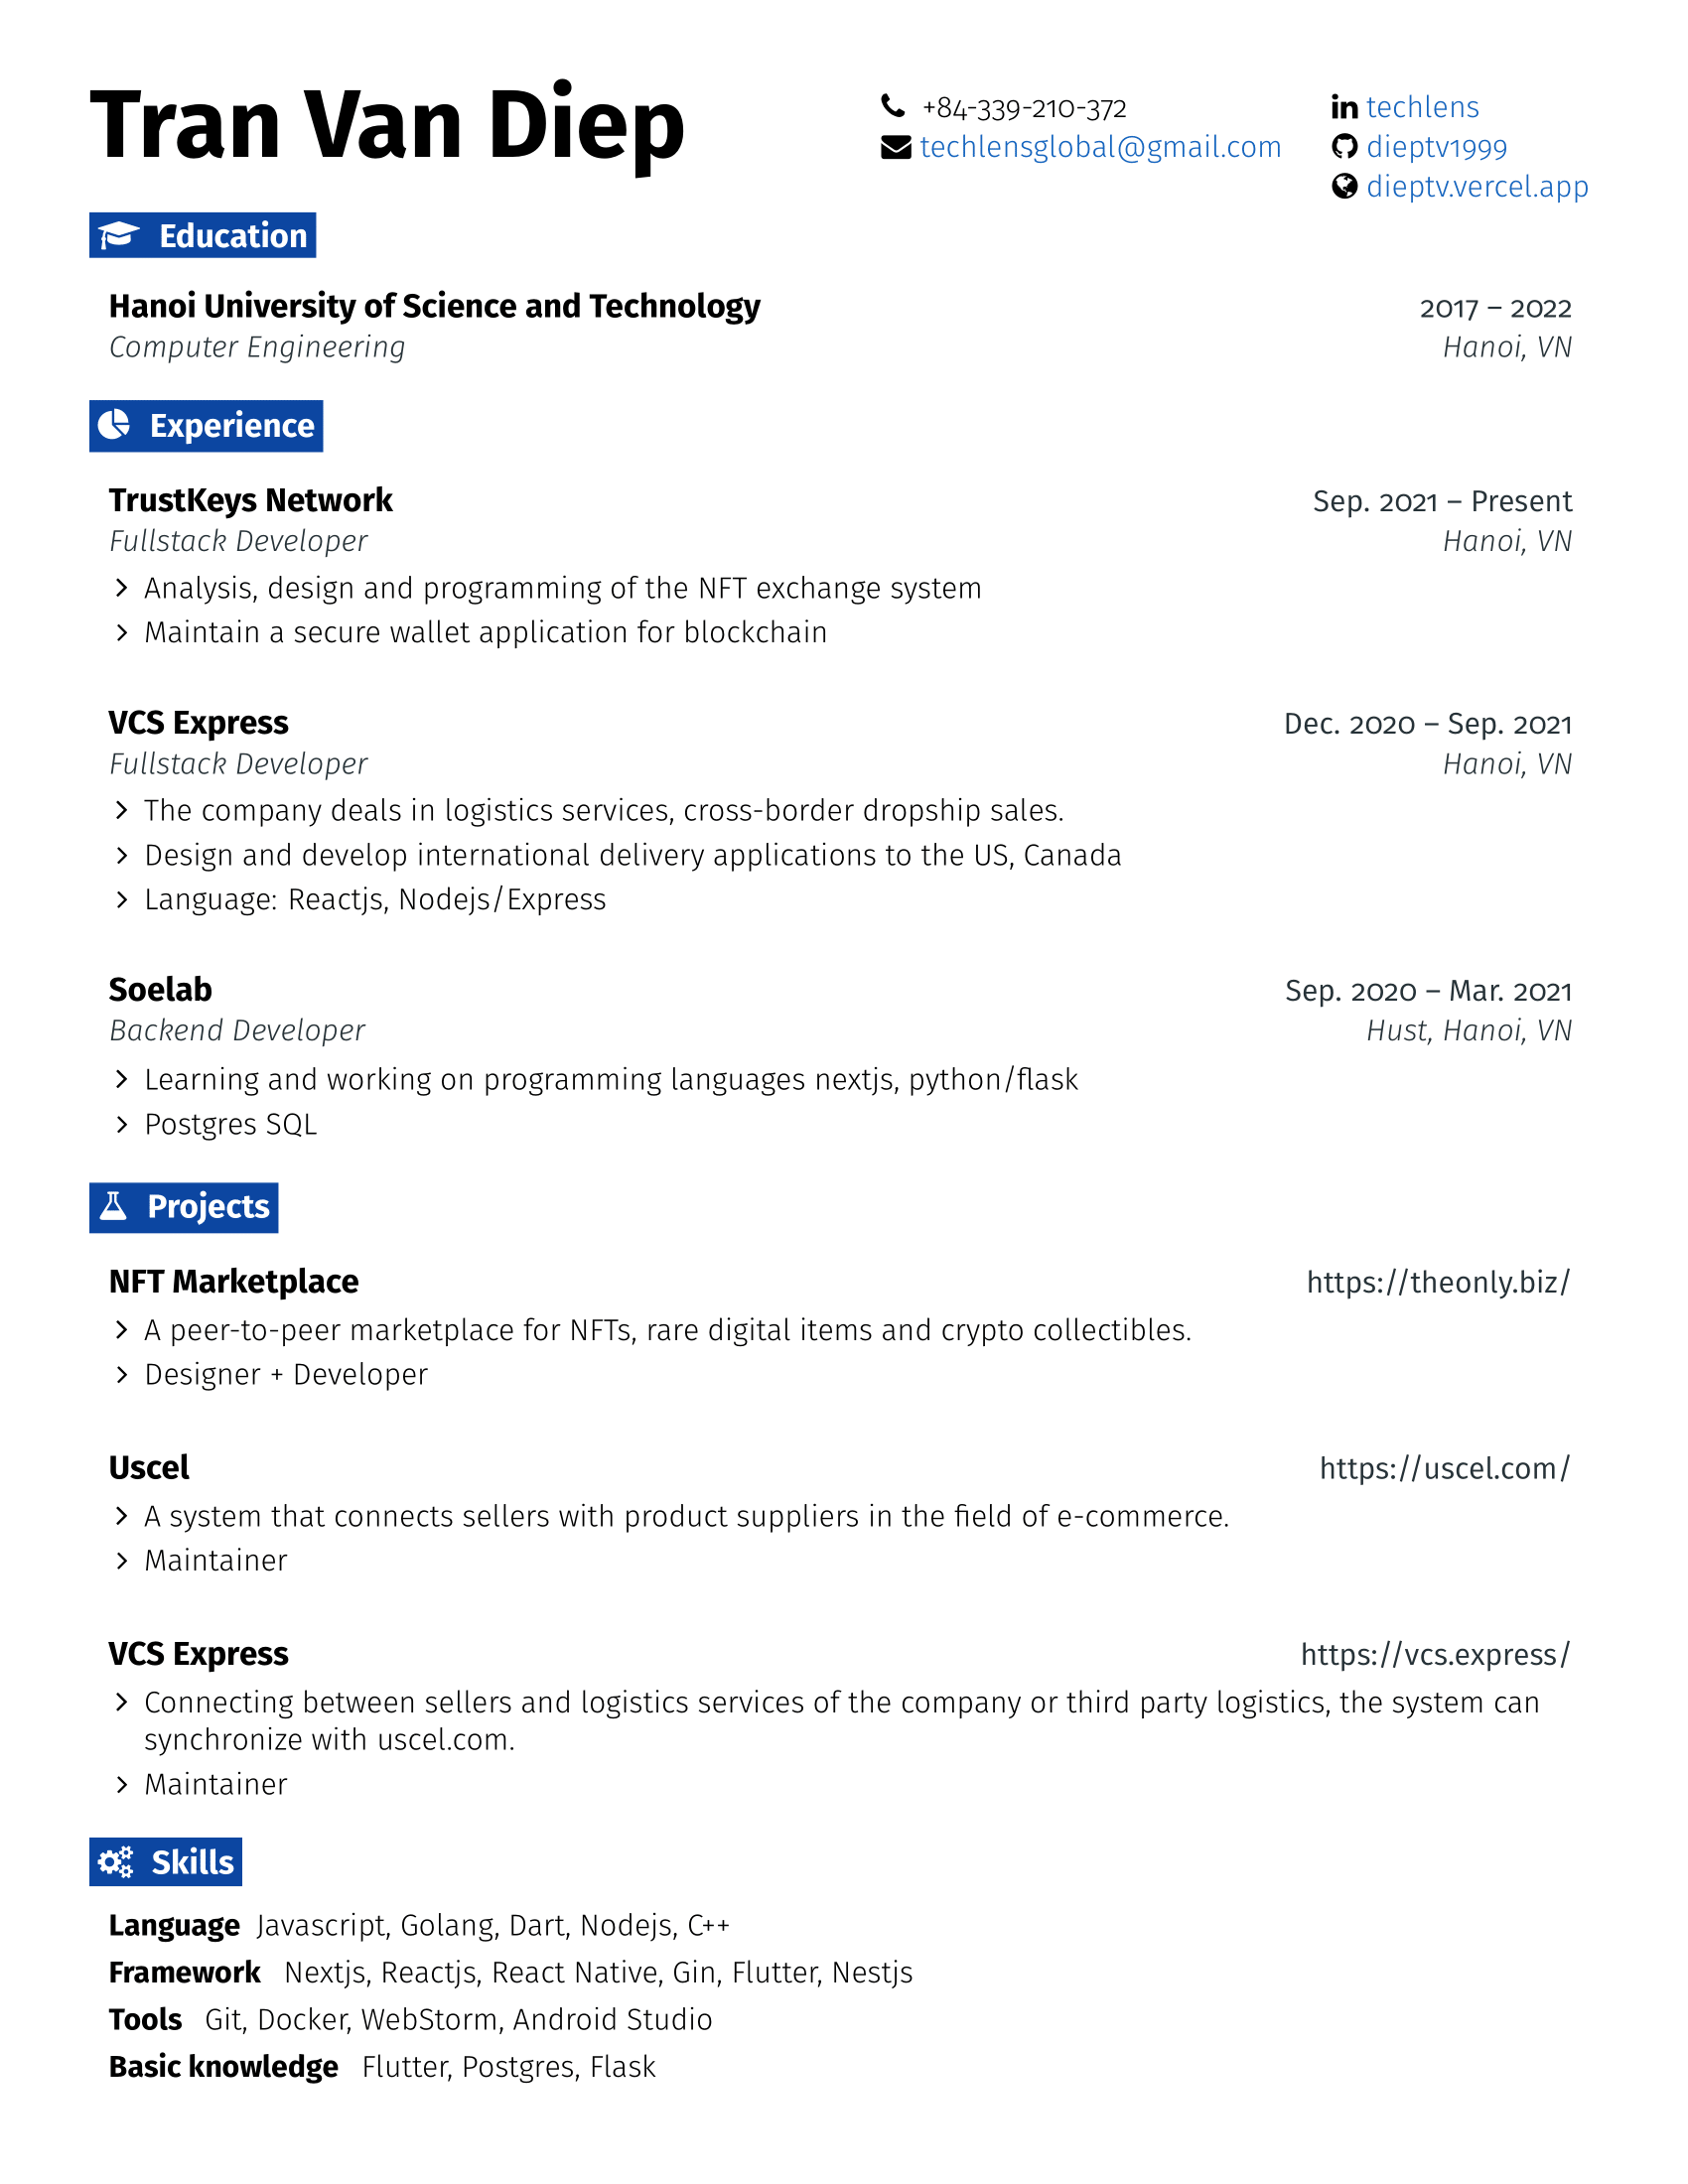 Tran Van Diep
+84-339-210-372
techlensglobal@gmail.com
techlens
dieptv1999
dieptv.vercel.app
Education
Hanoi University of Science and Technology 2017 – 2022
Computer Engineering Hanoi, VN
Experience
TrustKeys Network Sep. 2021 – Present
Fullstack Developer Hanoi, VN
Analysis, design and programming of the NFT exchange system
Maintain a secure wallet application for blockchain
VCS Express Dec. 2020 – Sep. 2021
Fullstack Developer Hanoi, VN
The company deals in logistics services, cross-border dropship sales.
Design and develop international delivery applications to the US, Canada
Language: Reactjs, Nodejs/Express
Soelab Sep. 2020 – Mar. 2021
Backend Developer Hust, Hanoi, VN
Learning and working on programming languages nextjs, python/flask
Postgres SQL
Projects
NFT Marketplace https://theonly.biz/
A peer-to-peer marketplace for NFTs, rare digital items and crypto collectibles.
Designer + Developer
Uscel https://uscel.com/
A system that connects sellers with product suppliers in the field of e-commerce.
Maintainer
VCS Express https://vcs.express/
Connecting between sellers and logistics services of the company or third party logistics, the system can
synchronize with uscel.com.
Maintainer
Skills
Language Javascript, Golang, Dart, Nodejs, C++
Framework Nextjs, Reactjs, React Native, Gin, Flutter, Nestjs
Tools Git, Docker, WebStorm, Android Studio
Basic knowledge Flutter, Postgres, Flask